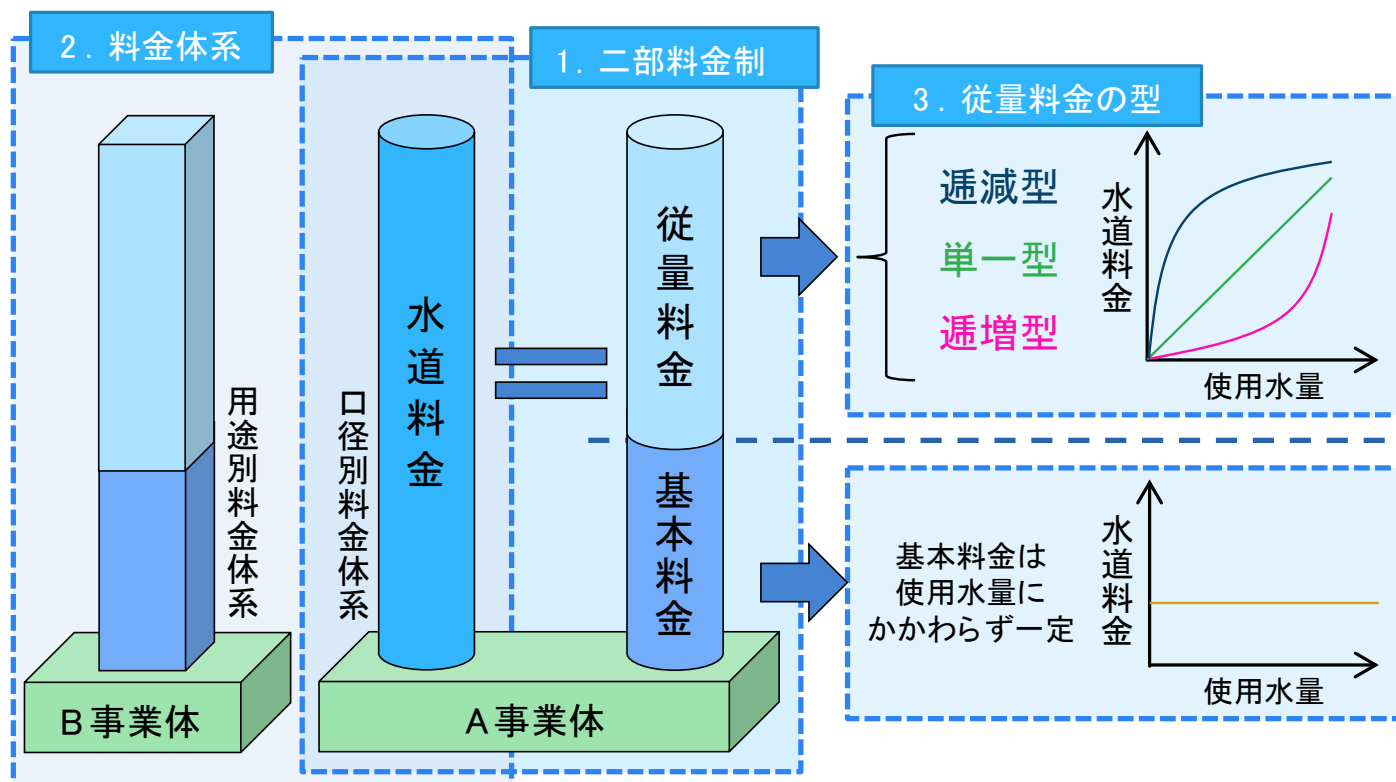 2．料金体系
1．二部料金制
3．従量料金の型
用途別料金体系
B事業体
口径別料金体系
水道料金
従量料金
基本料金
A事業体
逓減型
単一型
逓増型
水道料金
使用水量
基本料金は
使用水量に
かかわらず一定
水道料金
使用水量